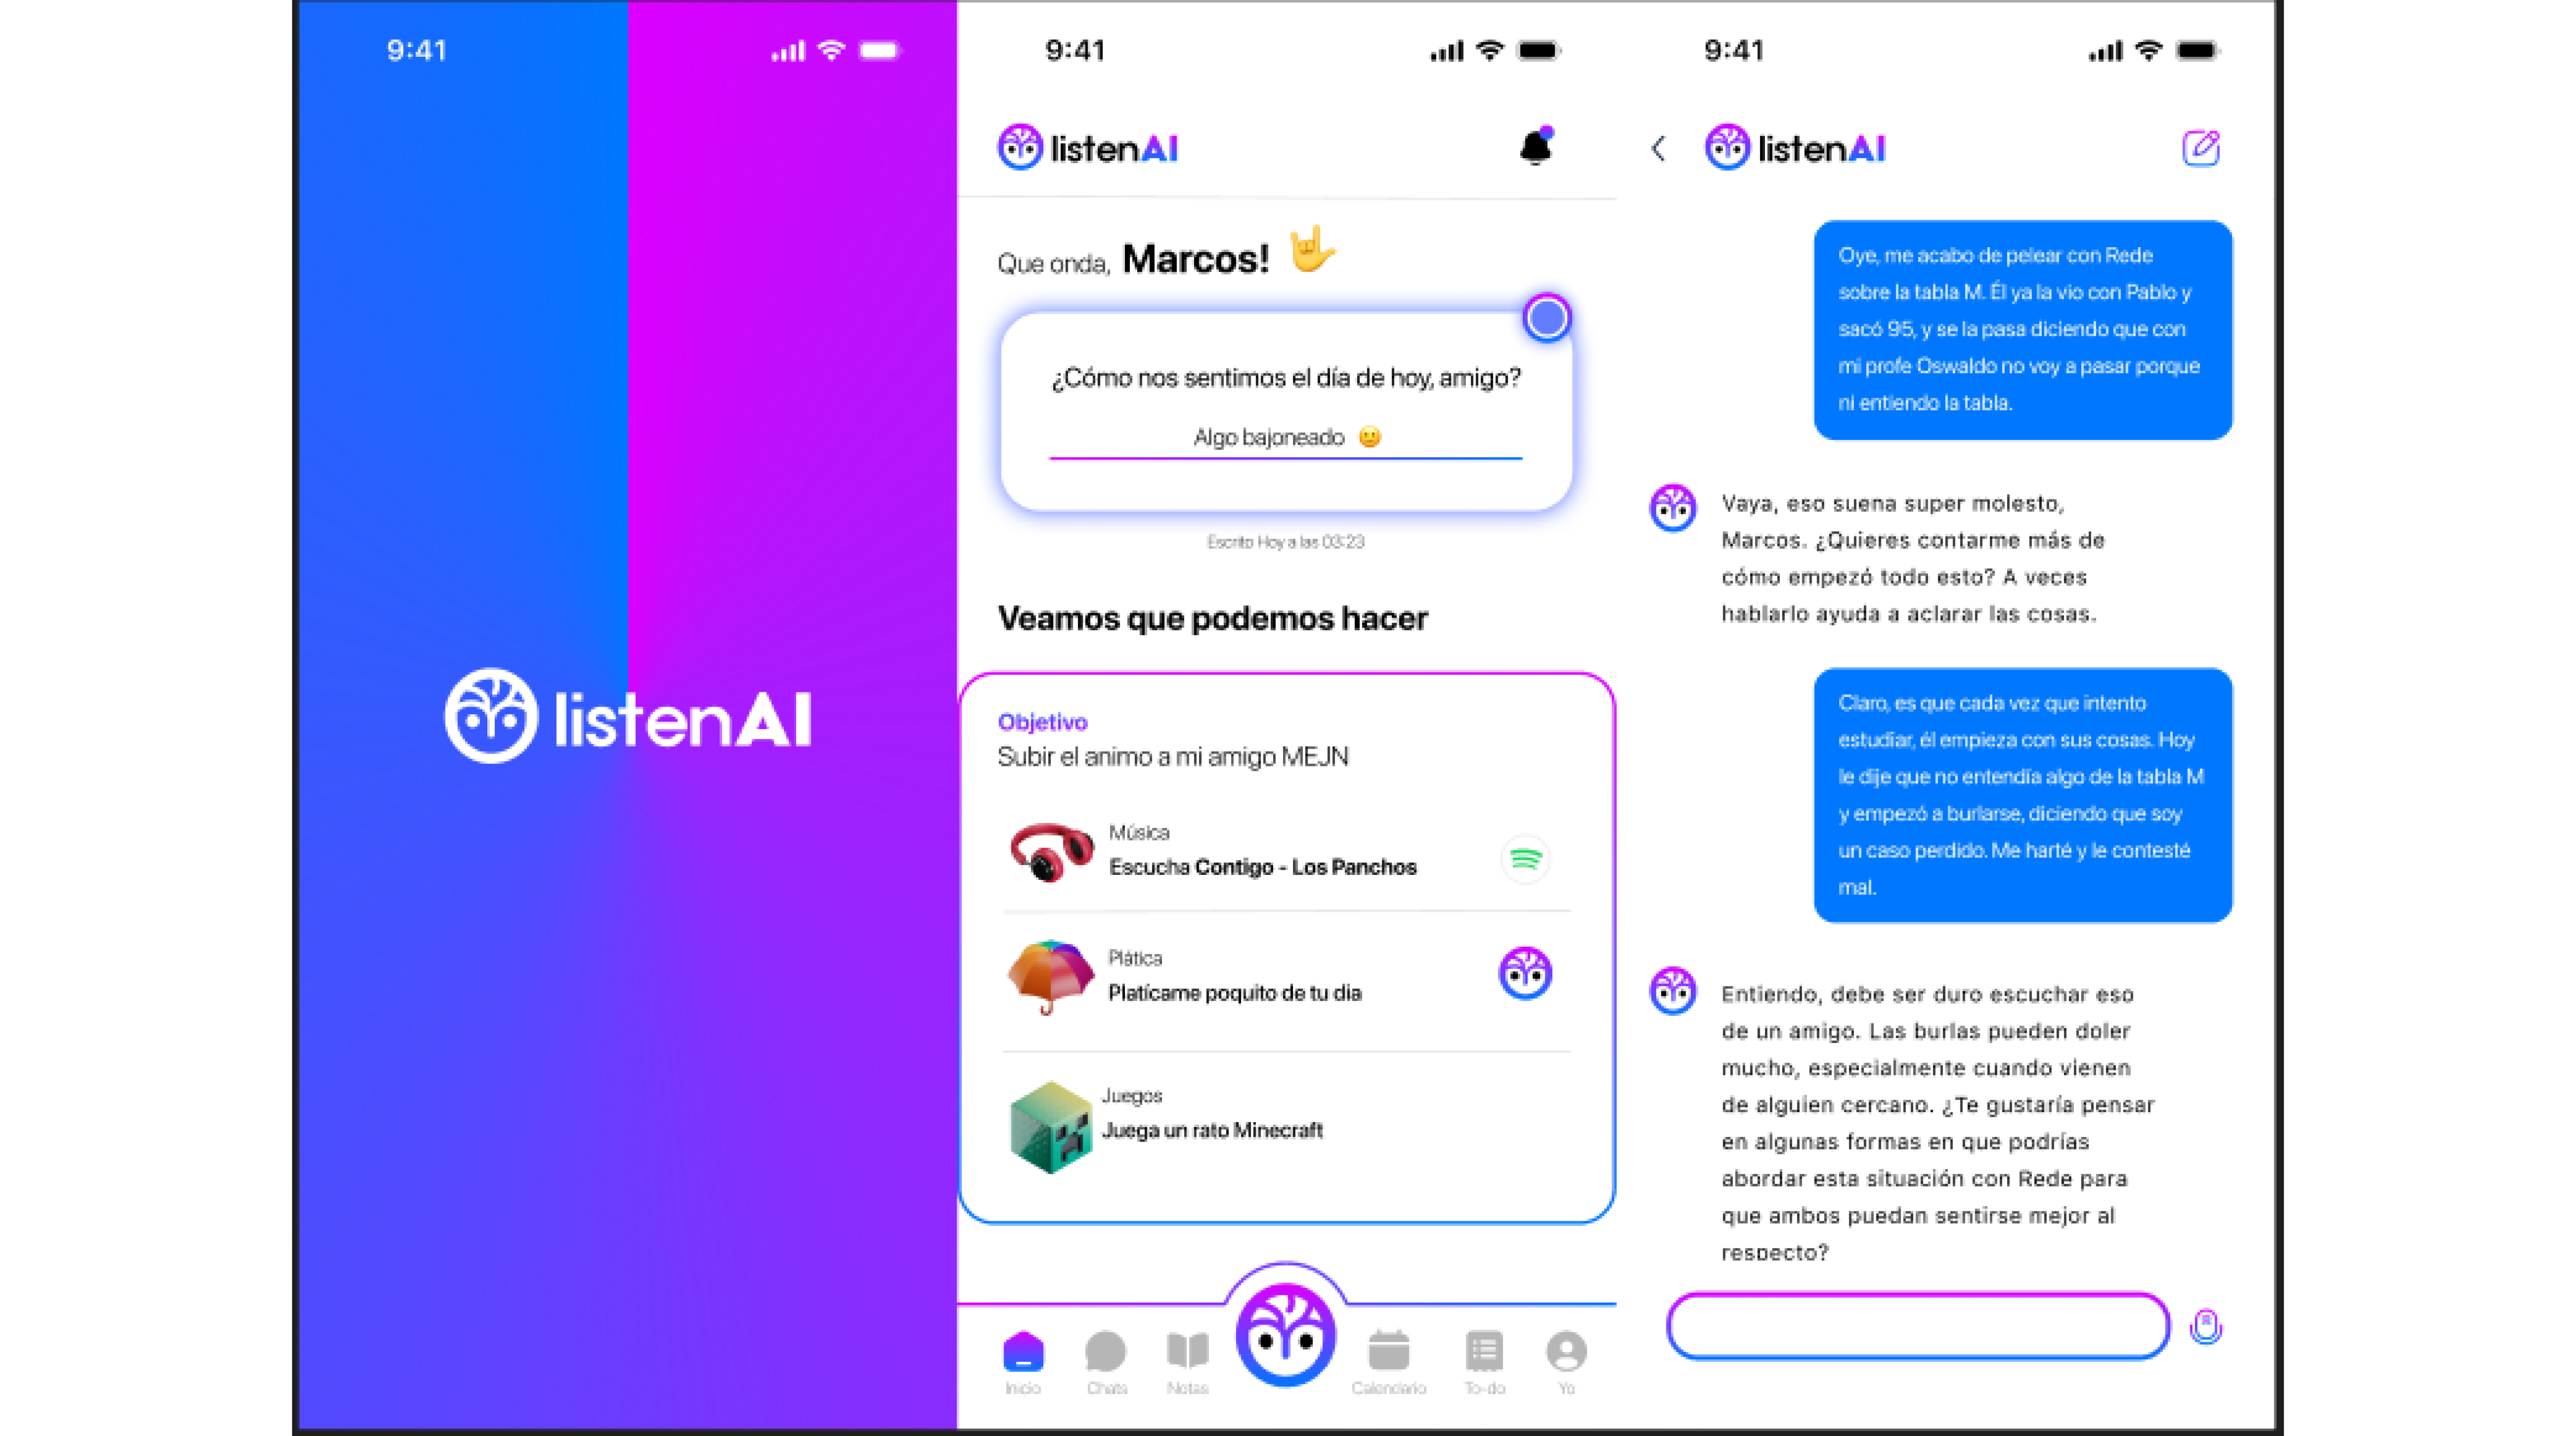 9:41
listenAI
9:41
listenAI
Que onda, Marcos!
¿Cómo nos sentimos el día de hoy, amigo?
Algo bajoneado
Escrito Hoy a las 03:23
Veamos que podemos hacer
Objetivo
Subir el animo a mi amigo MEJN
Música
Escucha Contigo - Los Panchos
Plática
Platícame poquito de tu dia
Juegos
Juega un rato Minecraft
Inicio
Chats
Notas
Calendario
To-do
Yo
9:41
listenAI
Oye, me acabo de pelear con Rede
sobre la tabla M. Él ya la vio con Pablo y
sacó 95, y se la pasa diciendo que con
mi profe Oswaldo no voy a pasar porque
ni entiendo la tabla.
Vaya, eso suena super molesto,
Marcos. ¿Quieres contarme más de
cómo empezó todo esto? A veces
hablarlo ayuda a aclarar las cosas.
Claro, es que cada vez que intento
estudiar, él empieza con sus cosas. Hoy
le dije que no entendía algo de la tabla M
y empezó a burlarse, diciendo que soy
un caso perdido. Me harté y le contesté
mal.
Entiendo, debe ser duro escuchar eso
de un amigo. Las burlas pueden doler
mucho, especialmente cuando vienen
de alguien cercano. ¿Te gustaría pensar
en algunas formas en que podrías
abordar esta situación con Rede para
que ambos puedan sentirse mejor al
respecto?